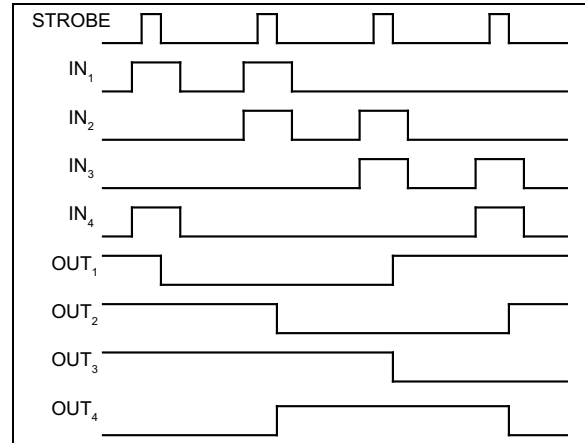 STROBE
IN₁
IN₂
IN₃
IN₄
OUT₁
OUT₂
OUT₃
OUT₄